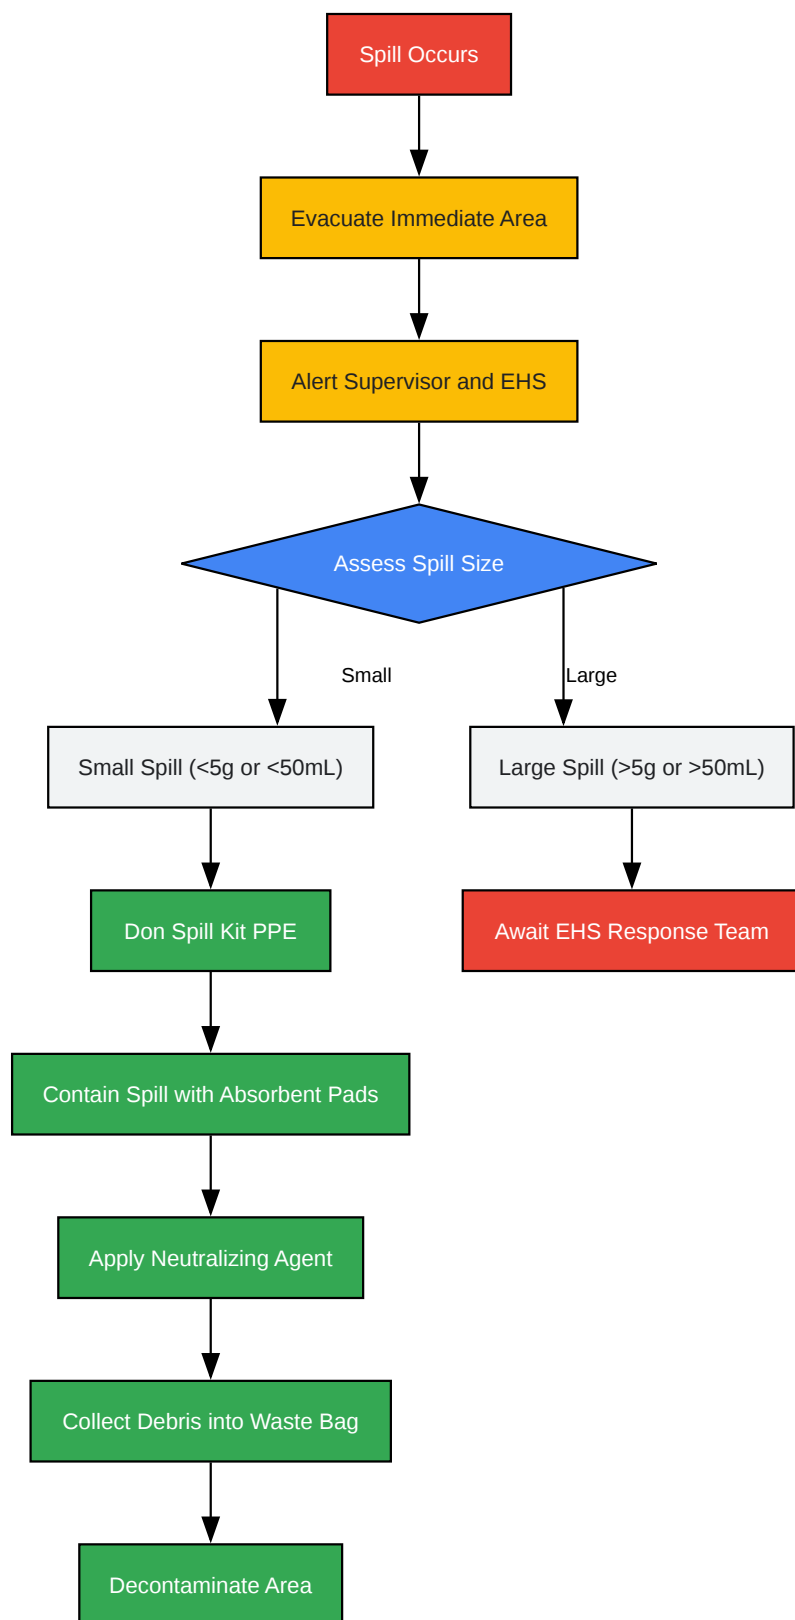 Spill Occurs
Evacuate Immediate Area
Alert Supervisor and EHS
Assess Spill Size
Small
Large
Small Spill (<5g or <50mL)
Large Spill (>5g or >50mL)
Don Spill Kit PPE
Await EHS Response Team
Contain Spill with Absorbent Pads
Apply Neutralizing Agent
Collect Debris into Waste Bag
Decontaminate Area